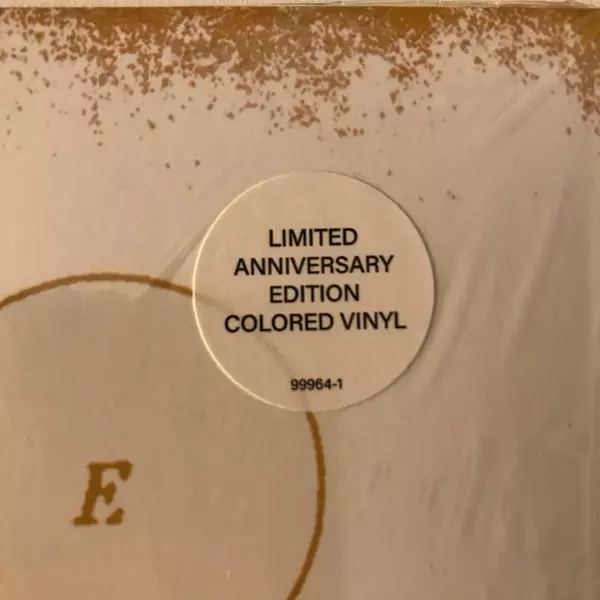 LIMITED
ANNIVERSARY
EDITION
COLORED VINYL
99964-1
E